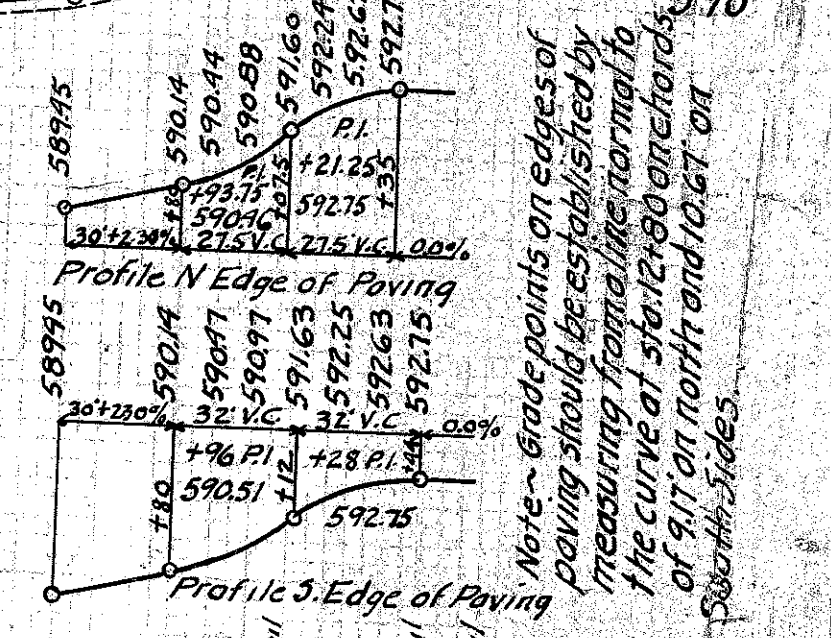 589.45
590.14
590.44
590.88
591.60
592.24
592.7
P.I.
+21.25
592.75
+80
P.I.
+93.75
590.46
+07.5
+35
30' +2.30%
27.5' V.C.
27.5' V.C.
0.0%
Profile N Edge of Paving
589.45
590.14
590.47
590.97
591.63
592.25
592.63
592.75
30' +2.30%
32' V.C.
32' V.C.
0.0%
+80
+96 P.I.
590.51
+12
+28 P.I.
+44
592.75
Profile S. Edge of Paving
Note~ Grade points on edges of
paving should be established by
measuring from a line normal to
the curve at sta. 12+80 on chords
of 9.17' on north and 10.67' on
South Sides.